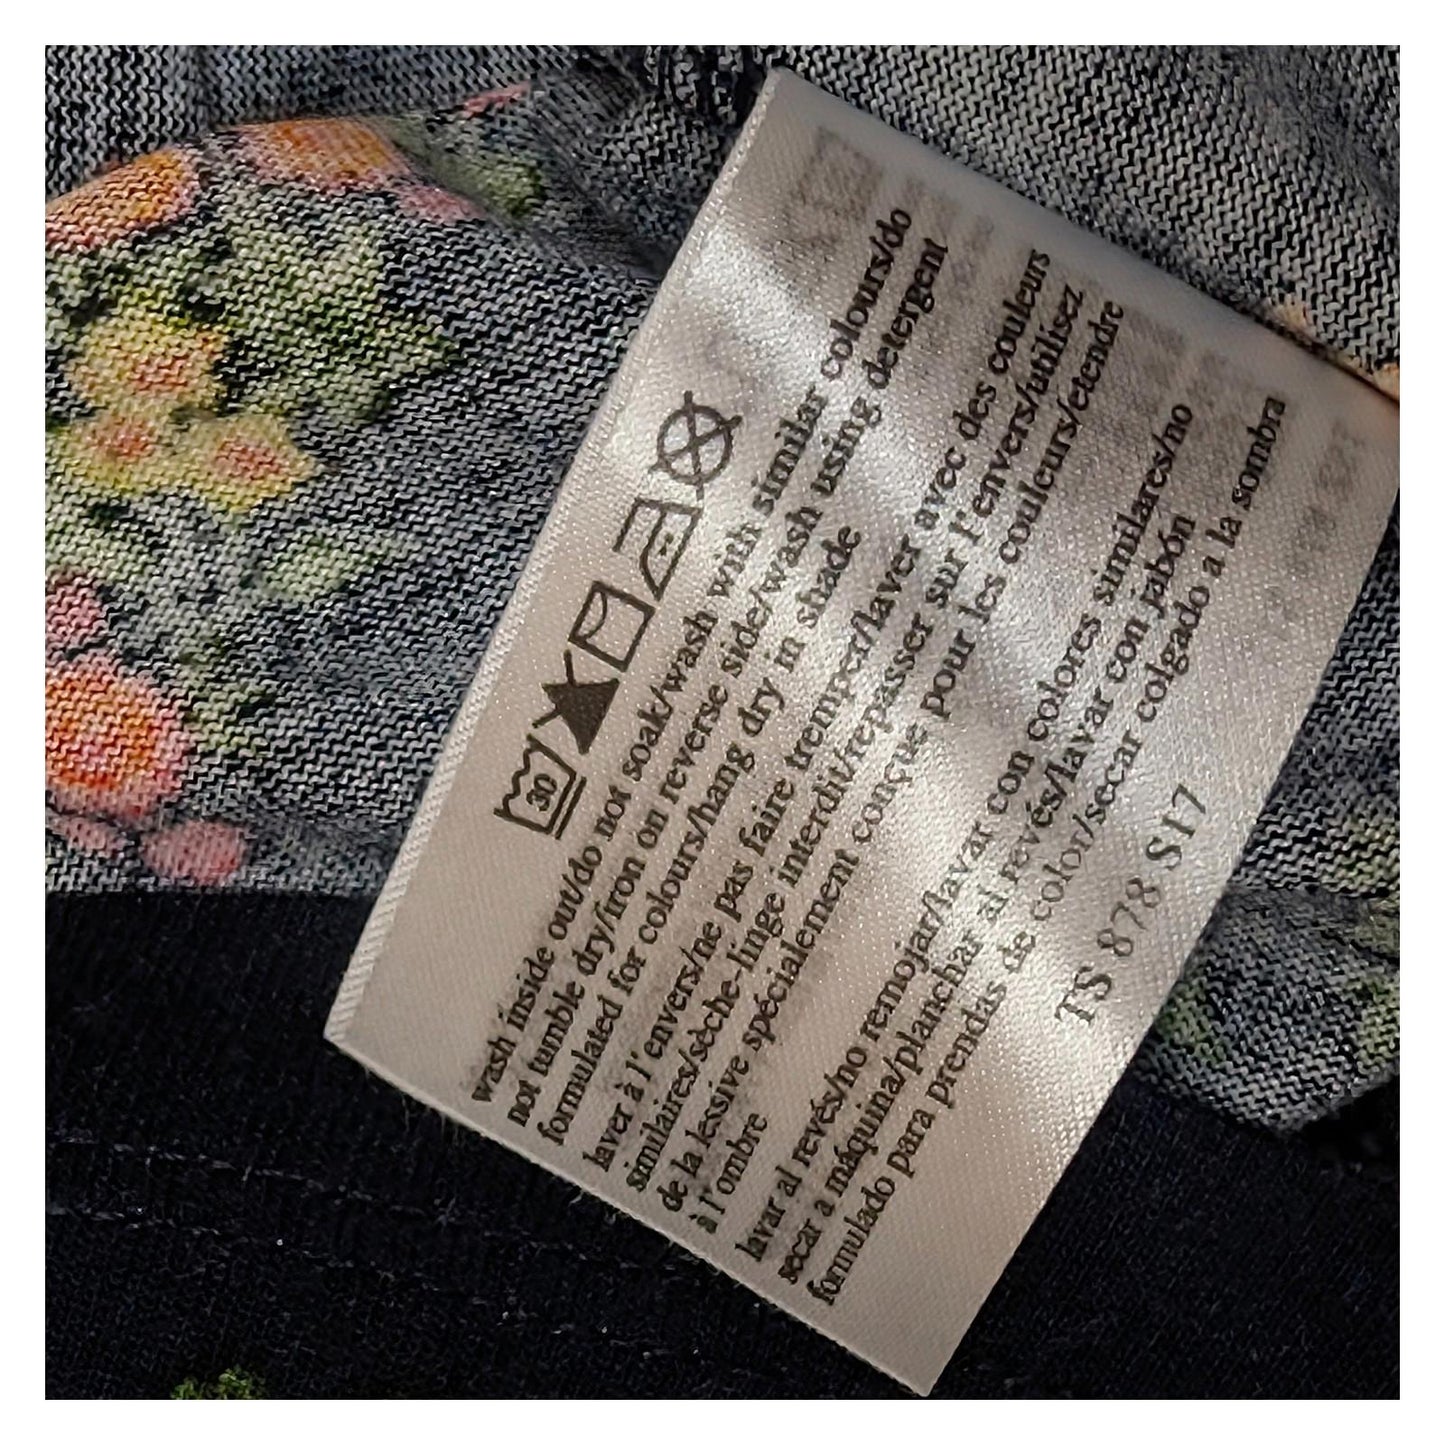 30
wash inside out/do not soak/wash with similar colours/do
not tumble dry/iron on reverse side/wash using detergent
formulated for colours/hang dry in shade
laver à l'envers/ne pas faire tremper/laver avec des couleurs
similaires/sèche-linge interdit/repasser sur l'envers/utilisez
de la lessive spécialement conçue pour les couleurs/etendre
à l'ombre
lavar al revés/no remojar/lavar con colores similares/no
secar a máquina/planchar al revés/lavar con jabón
formulado para prendas de color/secar colgado a la sombra
TS 878 S17